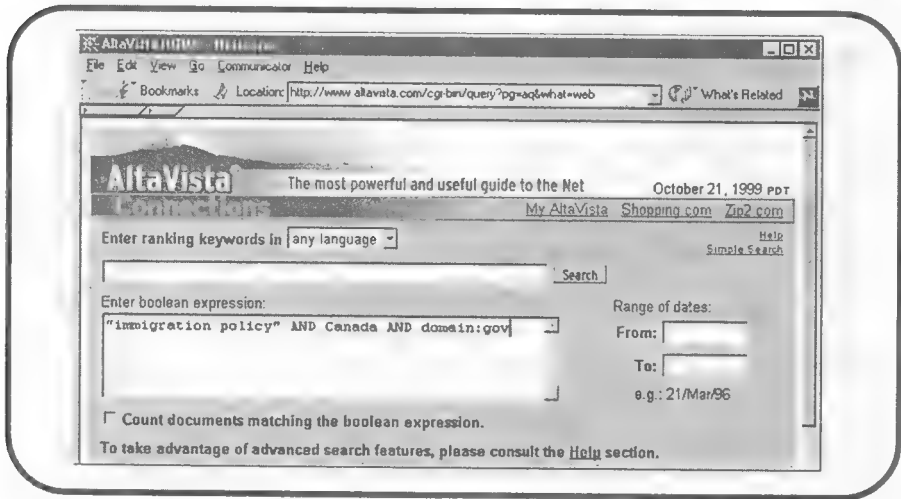 File Edit View Go Communicator Help
Bookmarks Location: http://www.altavista.com/cgi-bin/query?pg=aq&what=web What's Related
AltaVista The most powerful and useful guide to the Net October 21, 1999 PDT
Connections My AltaVista Shopping.com Zip2.com
Enter ranking keywords in any language Help
Simple Search
Search
Enter boolean expression: Range of dates:
"immigration policy" AND Canada AND domain:gov From:
To:
e.g.: 21/Mar/96
Count documents matching the boolean expression.
To take advantage of advanced search features, please consult the Help section.